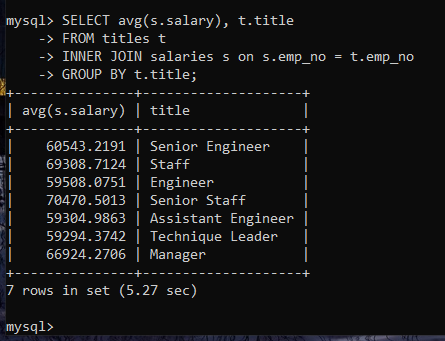 mysql> SELECT avg(s.salary), t.title
    -> FROM titles t
    -> INNER JOIN salaries s on s.emp_no = t.emp_no
    -> GROUP BY t.title;
+---------------+--------------------+
| avg(s.salary) | title              |
+---------------+--------------------+
|    60543.2191 | Senior Engineer    |
|    69308.7124 | Staff              |
|    59508.0751 | Engineer           |
|    70470.5013 | Senior Staff       |
|    59304.9863 | Assistant Engineer |
|    59294.3742 | Technique Leader   |
|    66924.2706 | Manager            |
+---------------+--------------------+
7 rows in set (5.27 sec)
mysql>